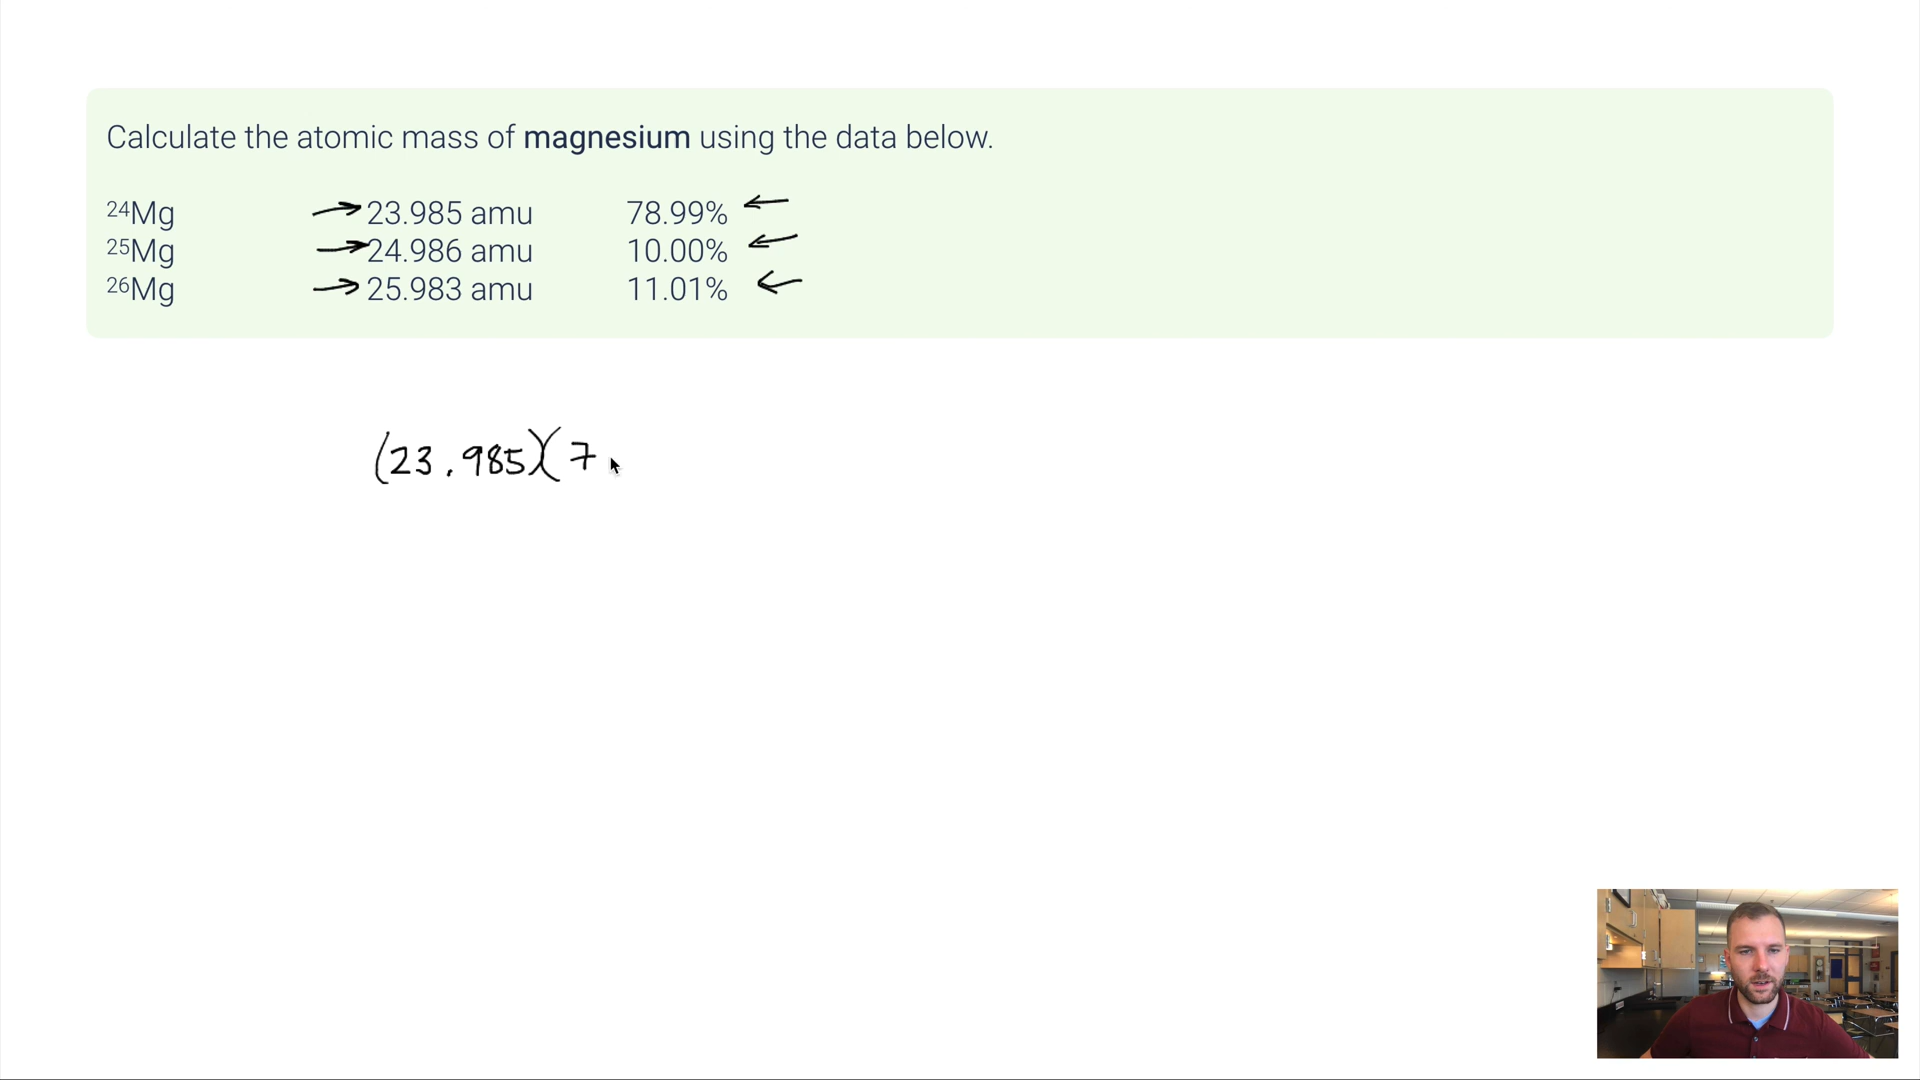 Calculate the atomic mass of magnesium using the data below.
²⁴Mg 23.985 amu 78.99%
²⁵Mg 24.986 amu 10.00%
²⁶Mg 25.983 amu 11.01%
(23.985)(7